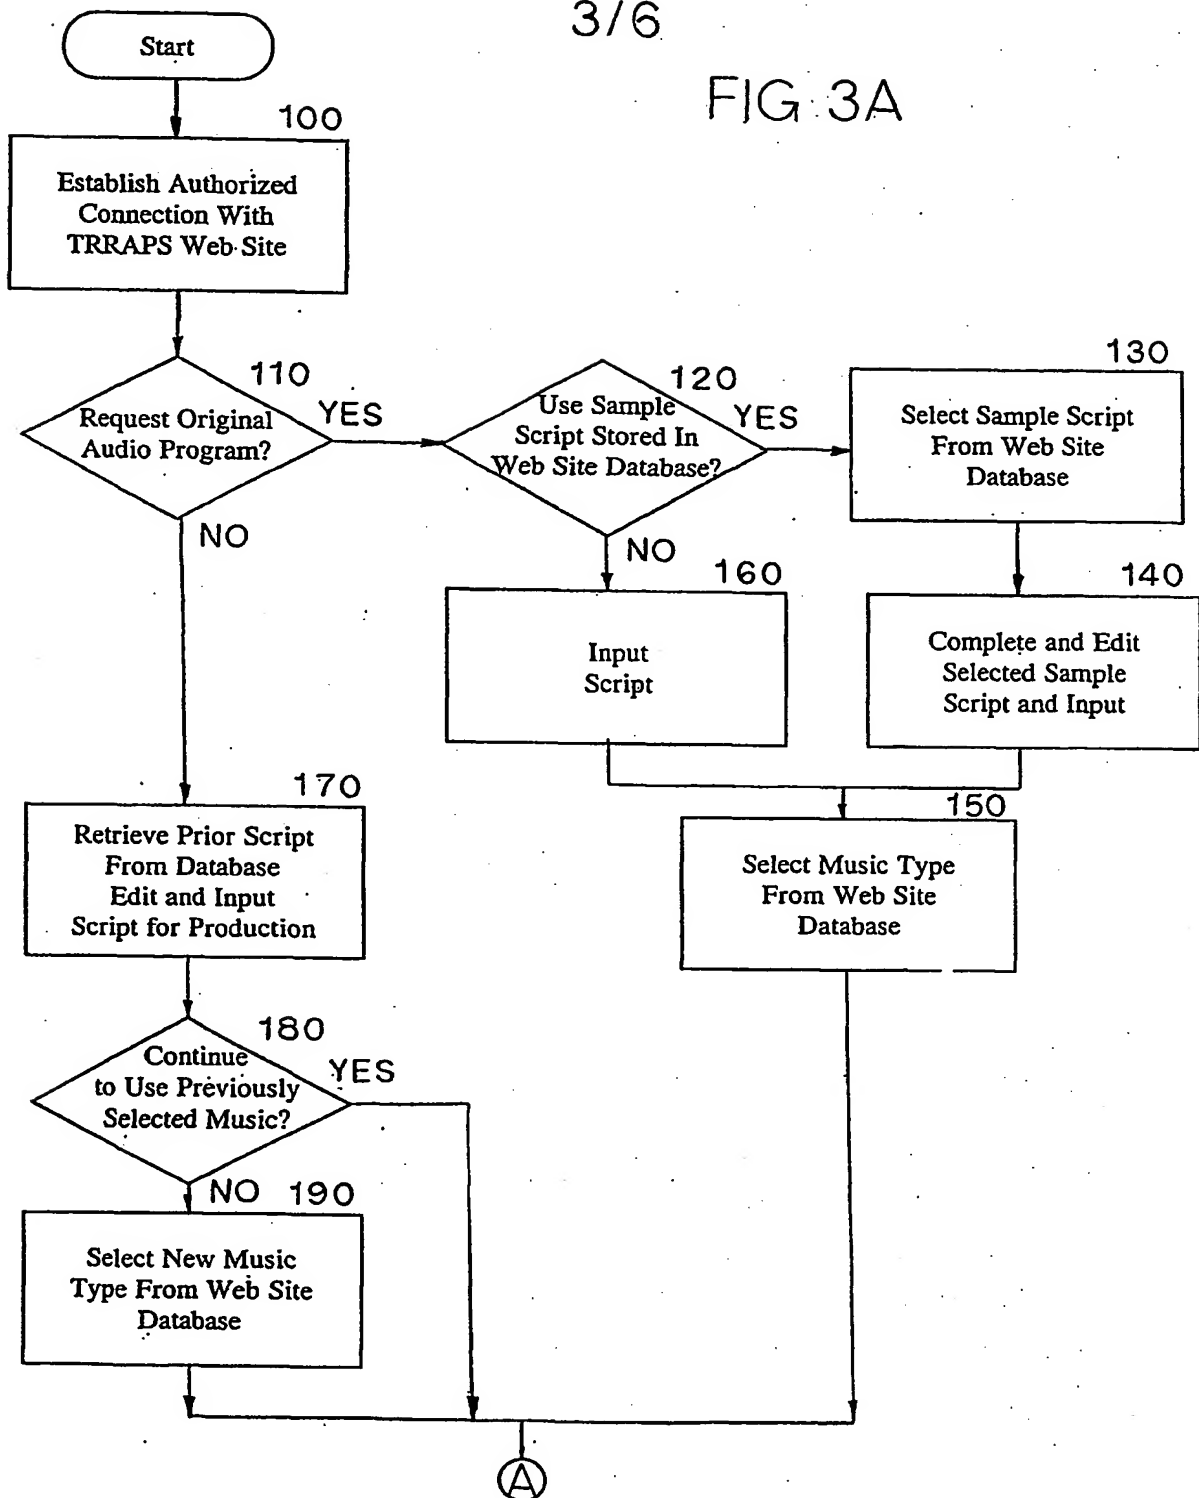 3/6
FIG. 3A
Start
100
Establish Authorized
Connection With
TRRAPS Web Site
110
Request Original
Audio Program?
YES
NO
120
Use Sample
Script Stored In
Web Site Database?
YES
NO
130
Select Sample Script
From Web Site
Database
140
Complete and Edit
Selected Sample
Script and Input
160
Input
Script
150
Select Music Type
From Web Site
Database
170
Retrieve Prior Script
From Database
Edit and Input
Script for Production
180
Continue
to Use Previously
Selected Music?
YES
NO
190
Select New Music
Type From Web Site
Database
A